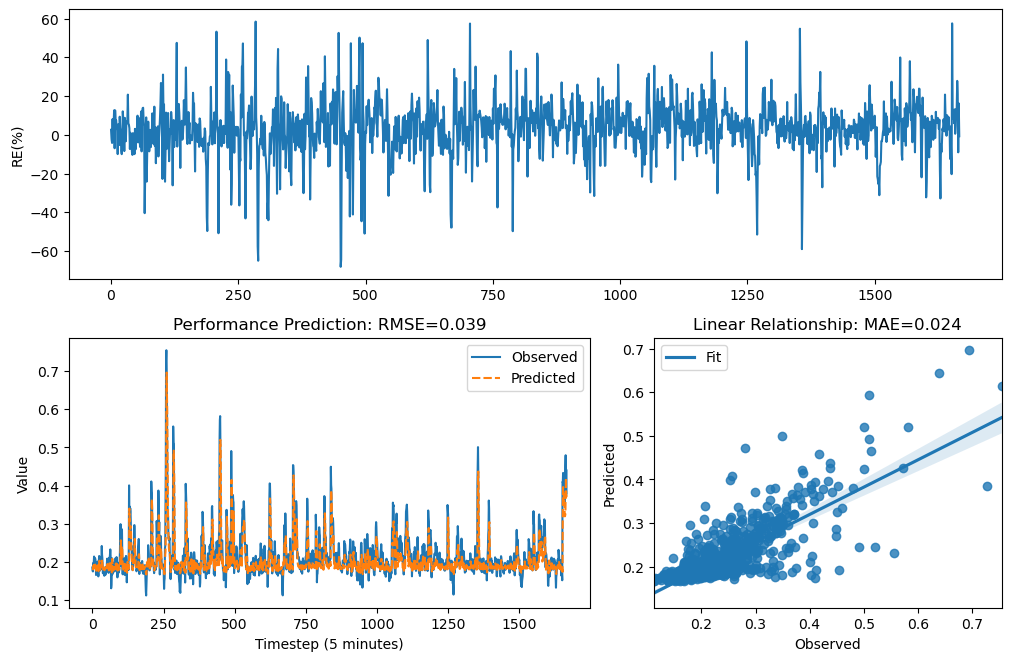 60
40
20
0
−20
−40
−60
RE(%)
0 250 500 750 1000 1250 1500
Performance Prediction: RMSE=0.039
Observed
Predicted
0.7
0.6
0.5
0.4
0.3
0.2
0.1
Value
0 250 500 750 1000 1250 1500
Timestep (5 minutes)
Linear Relationship: MAE=0.024
Fit
0.7
0.6
0.5
0.4
0.3
0.2
Predicted
0.2 0.3 0.4 0.5 0.6 0.7
Observed